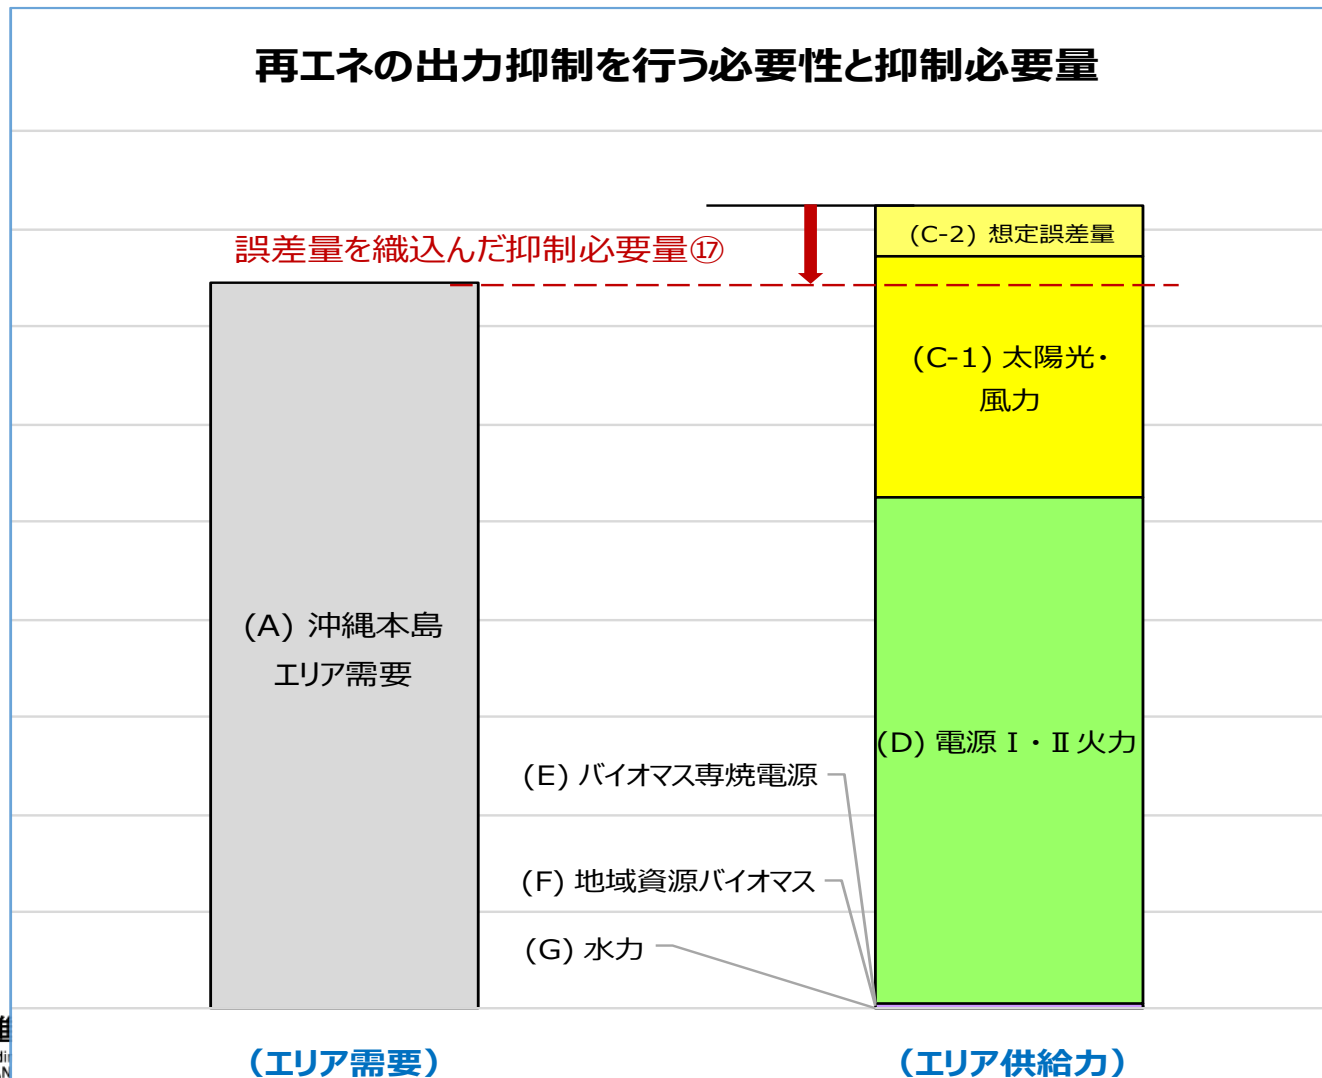 再エネの出力抑制を行う必要性と抑制必要量
(C-2) 想定誤差量
誤差量を織込んだ抑制必要量⑰
(C-1) 太陽光・
風力
(A) 沖縄本島
エリア需要
(D) 電源Ⅰ・Ⅱ火力
(E) バイオマス専焼電源
(F) 地域資源バイオマス
(G) 水力
（エリア需要）
（エリア供給力）